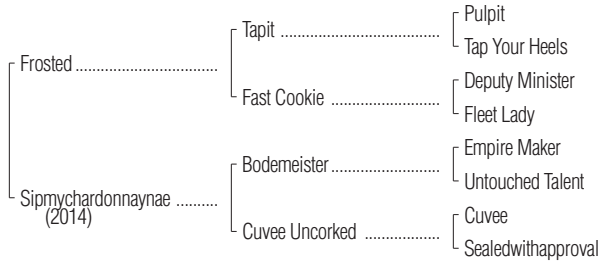 Pulpit
Tapit
Tap Your Heels
Frosted
Deputy Minister
Fast Cookie
Fleet Lady
Empire Maker
Bodemeister
Untouched Talent
Sipmychardonnaynae
(2014)
Cuvee
Cuvee Uncorked
Sealedwithapproval